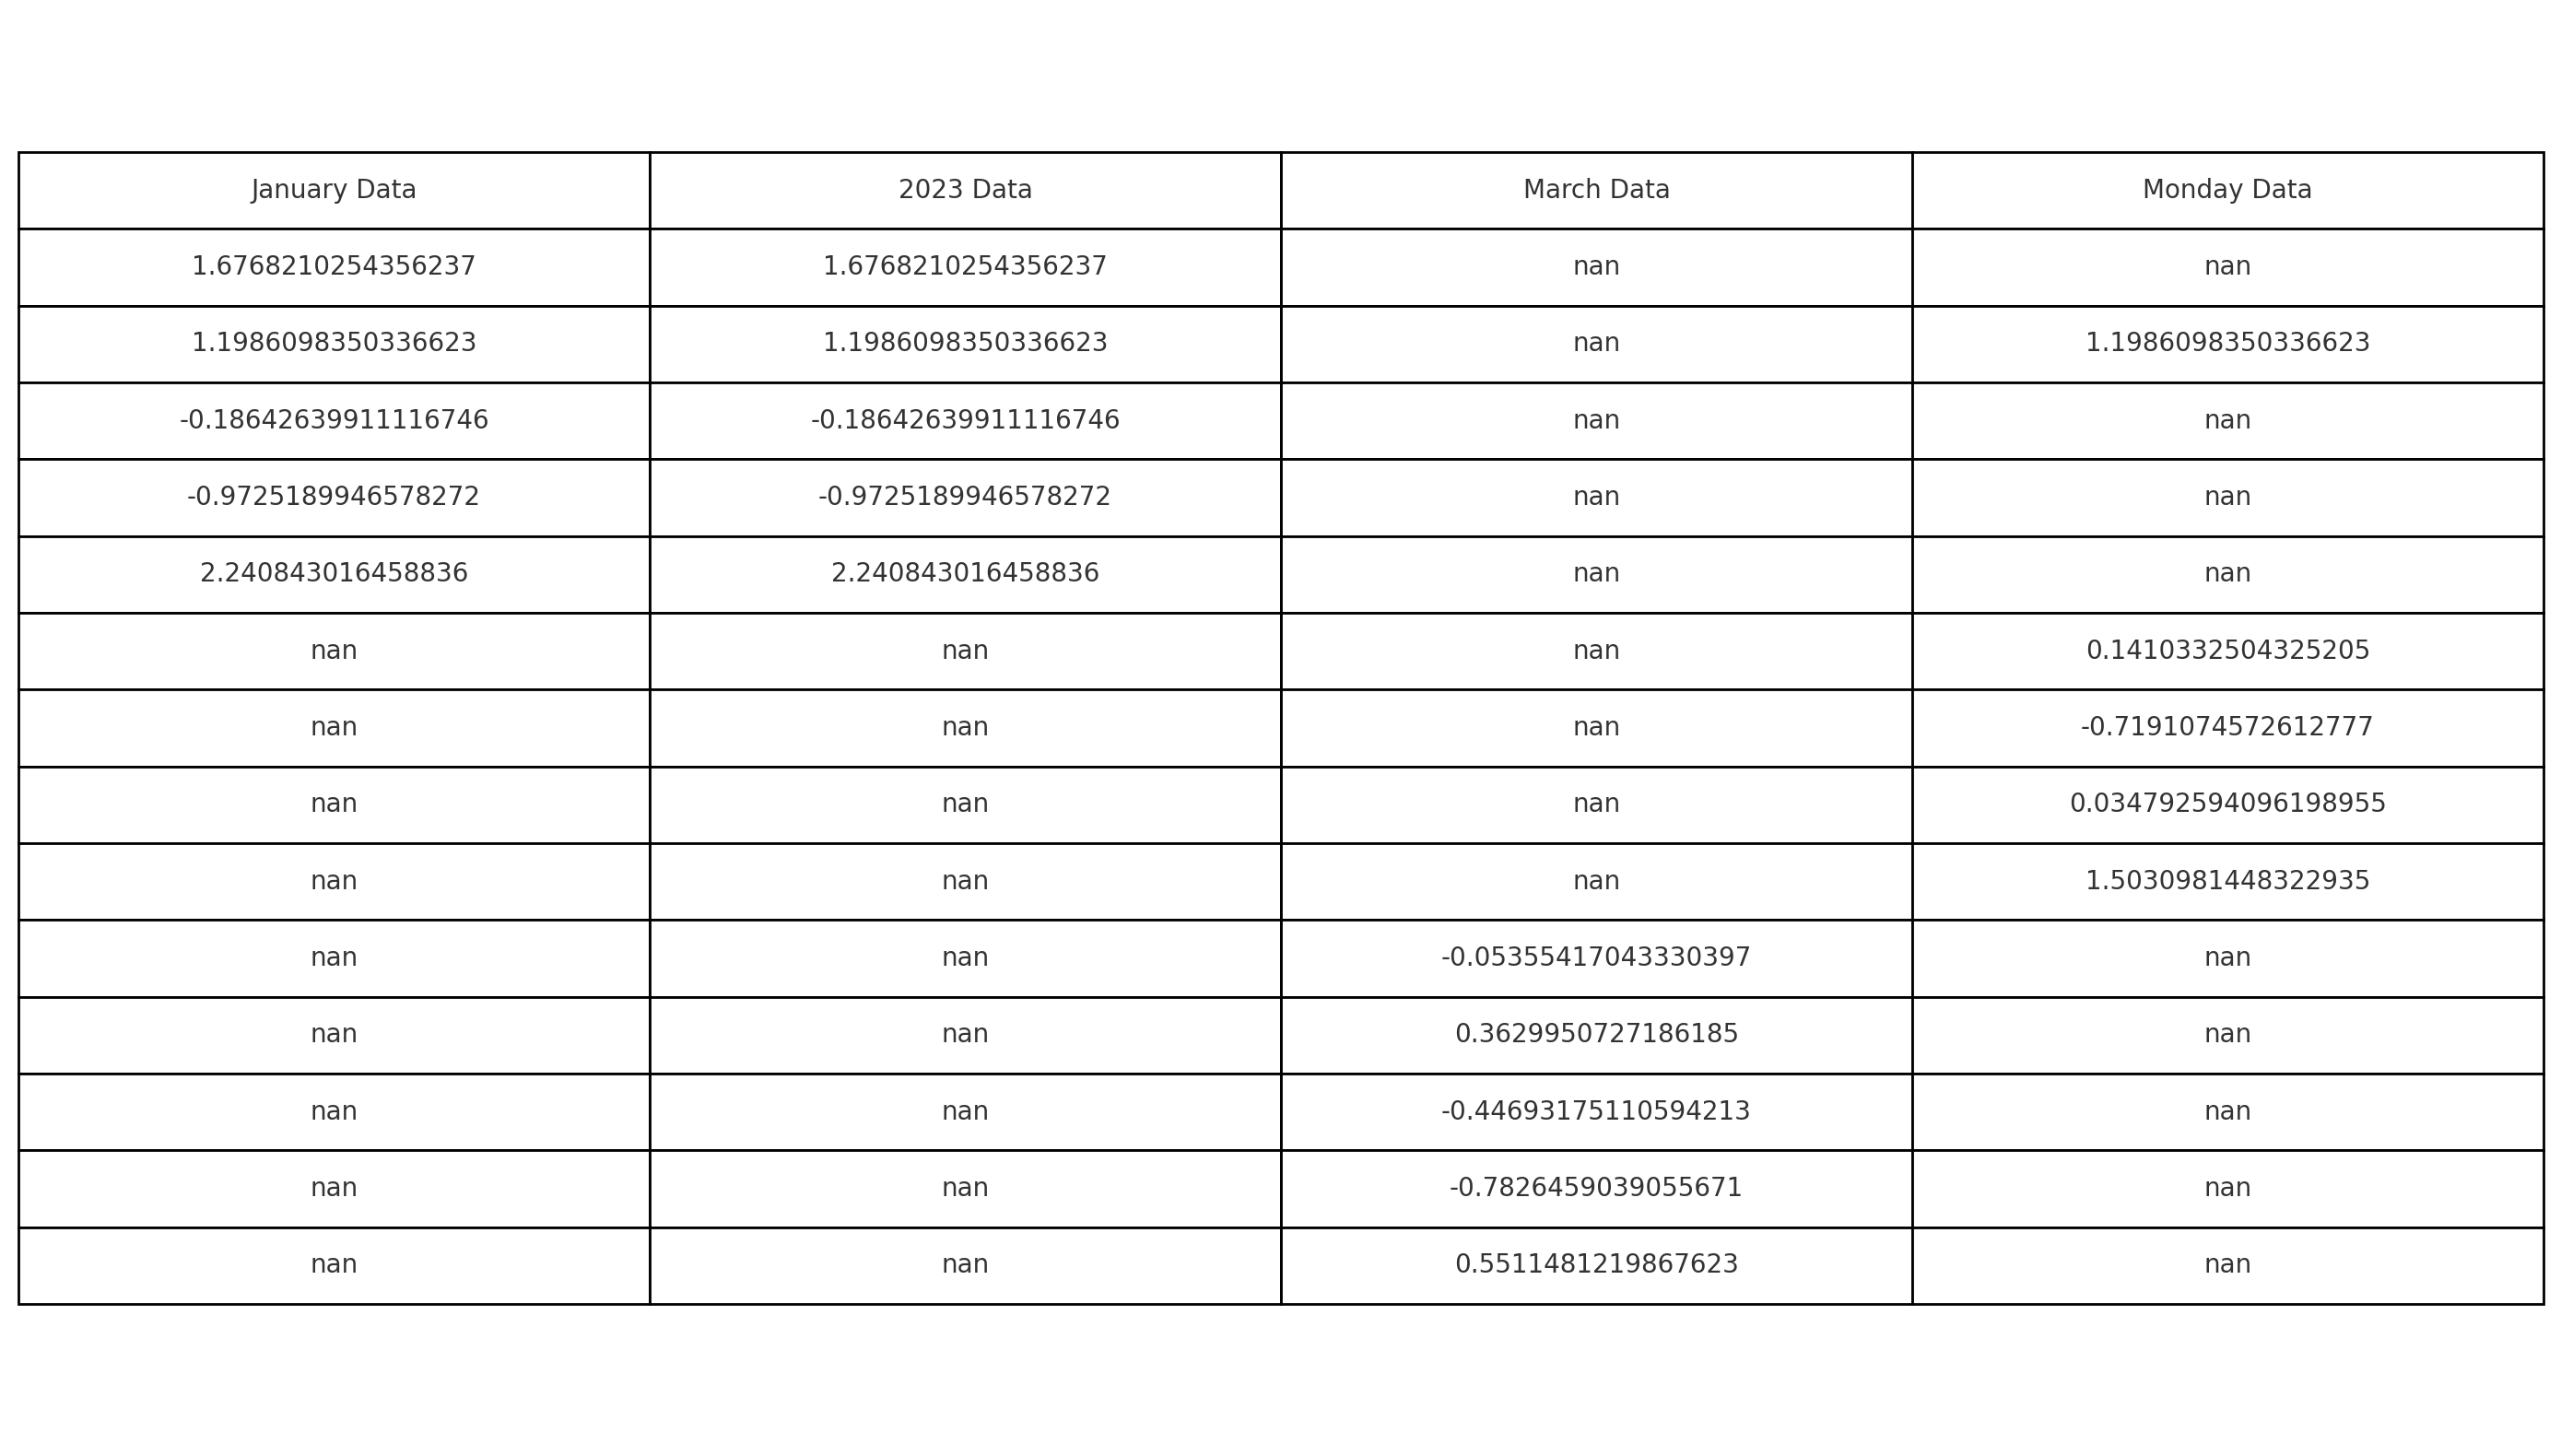 January Data 2023 Data March Data Monday Data
1.6768210254356237 1.6768210254356237 nan nan
1.1986098350336623 1.1986098350336623 nan 1.1986098350336623
-0.18642639911116746 -0.18642639911116746 nan nan
-0.9725189946578272 -0.9725189946578272 nan nan
2.240843016458836 2.240843016458836 nan nan
nan nan nan 0.1410332504325205
nan nan nan -0.7191074572612777
nan nan nan 0.034792594096198955
nan nan nan 1.5030981448322935
nan nan -0.05355417043330397 nan
nan nan 0.3629950727186185 nan
nan nan -0.44693175110594213 nan
nan nan -0.7826459039055671 nan
nan nan 0.5511481219867623 nan